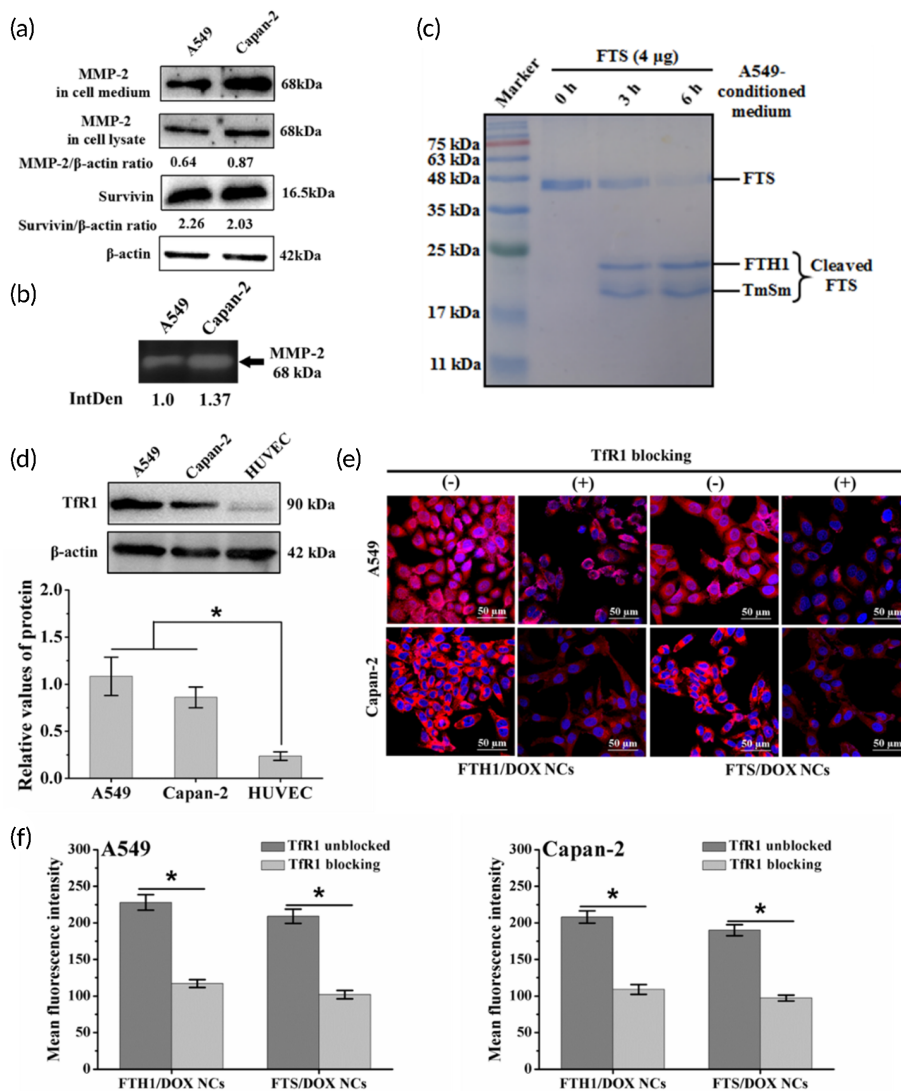 (a)
A549
Capan-2
MMP-2
in cell medium
68kDa
MMP-2
in cell lysate
68kDa
MMP-2/β-actin ratio 0.64 0.87
Survivin
16.5kDa
Survivin/β-actin ratio 2.26 2.03
β-actin
42kDa
(b)
A549
Capan-2
MMP-2
68 kDa
IntDen 1.0 1.37
(c)
Marker
FTS (4 µg)
0 h
3 h
6 h
A549-
conditioned
medium
75 kDa
63 kDa
48 kDa
35 kDa
25 kDa
17 kDa
11 kDa
FTS
FTH1
TmSm
Cleaved
FTS
(d)
A549
Capan-2
HUVEC
TfR1
90 kDa
β-actin
42 kDa
Relative values of protein
2.0
1.5
1.0
0.5
0.0
*
A549 Capan-2 HUVEC
(e)
TfR1 blocking
(-) (+) (-) (+)
A549
50 µm 50 µm 50 µm 50 µm
Capan-2
50 µm 50 µm 50 µm 50 µm
FTH1/DOX NCs FTS/DOX NCs
(f)
A549
TfR1 unblocked
TfR1 blocking
Mean fluorescence intensity
300
250
200
150
100
50
0
* *
FTH1/DOX NCs FTS/DOX NCs
Capan-2
TfR1 unblocked
TfR1 blocking
Mean fluorescence intensity
300
250
200
150
100
50
0
* *
FTH1/DOX NCs FTS/DOX NCs